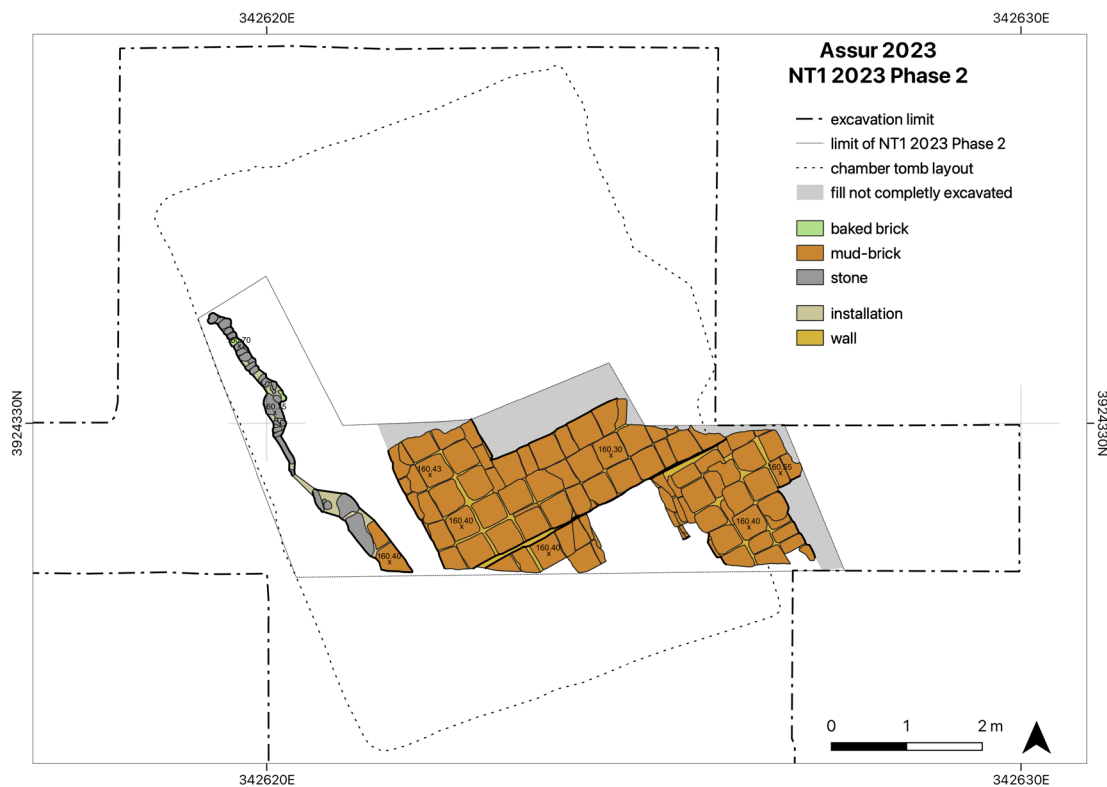 342620E
342630E
Assur 2023
NT1 2023 Phase 2
excavation limit
limit of NT1 2023 Phase 2
chamber tomb layout
fill not completly excavated
baked brick
mud-brick
stone
installation
wall
3924330N
3924330N
160.43
x
160.30
x
160.55
x
160.40
x
160.40
x
160.40
x
160.40
x
0 1 2 m
342620E
342630E